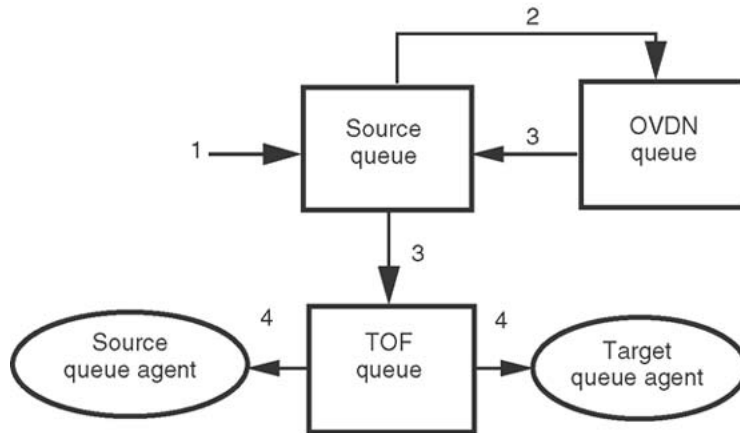 2
Source
queue
OVDN
queue
1
3
3
4
4
Source
queue agent
TOF
queue
Target
queue agent